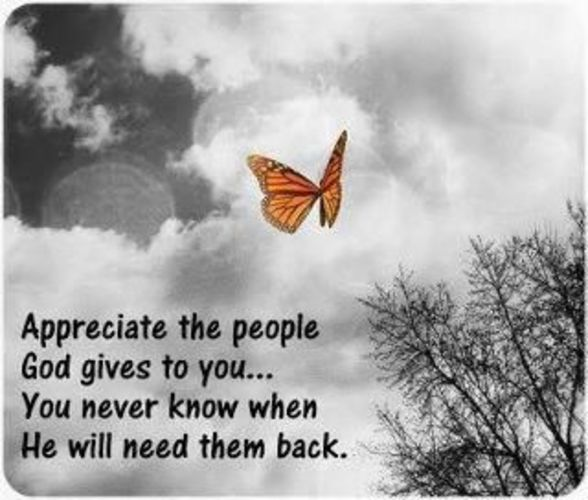 Appreciate the people
God gives to you...
You never know when
He will need them back.